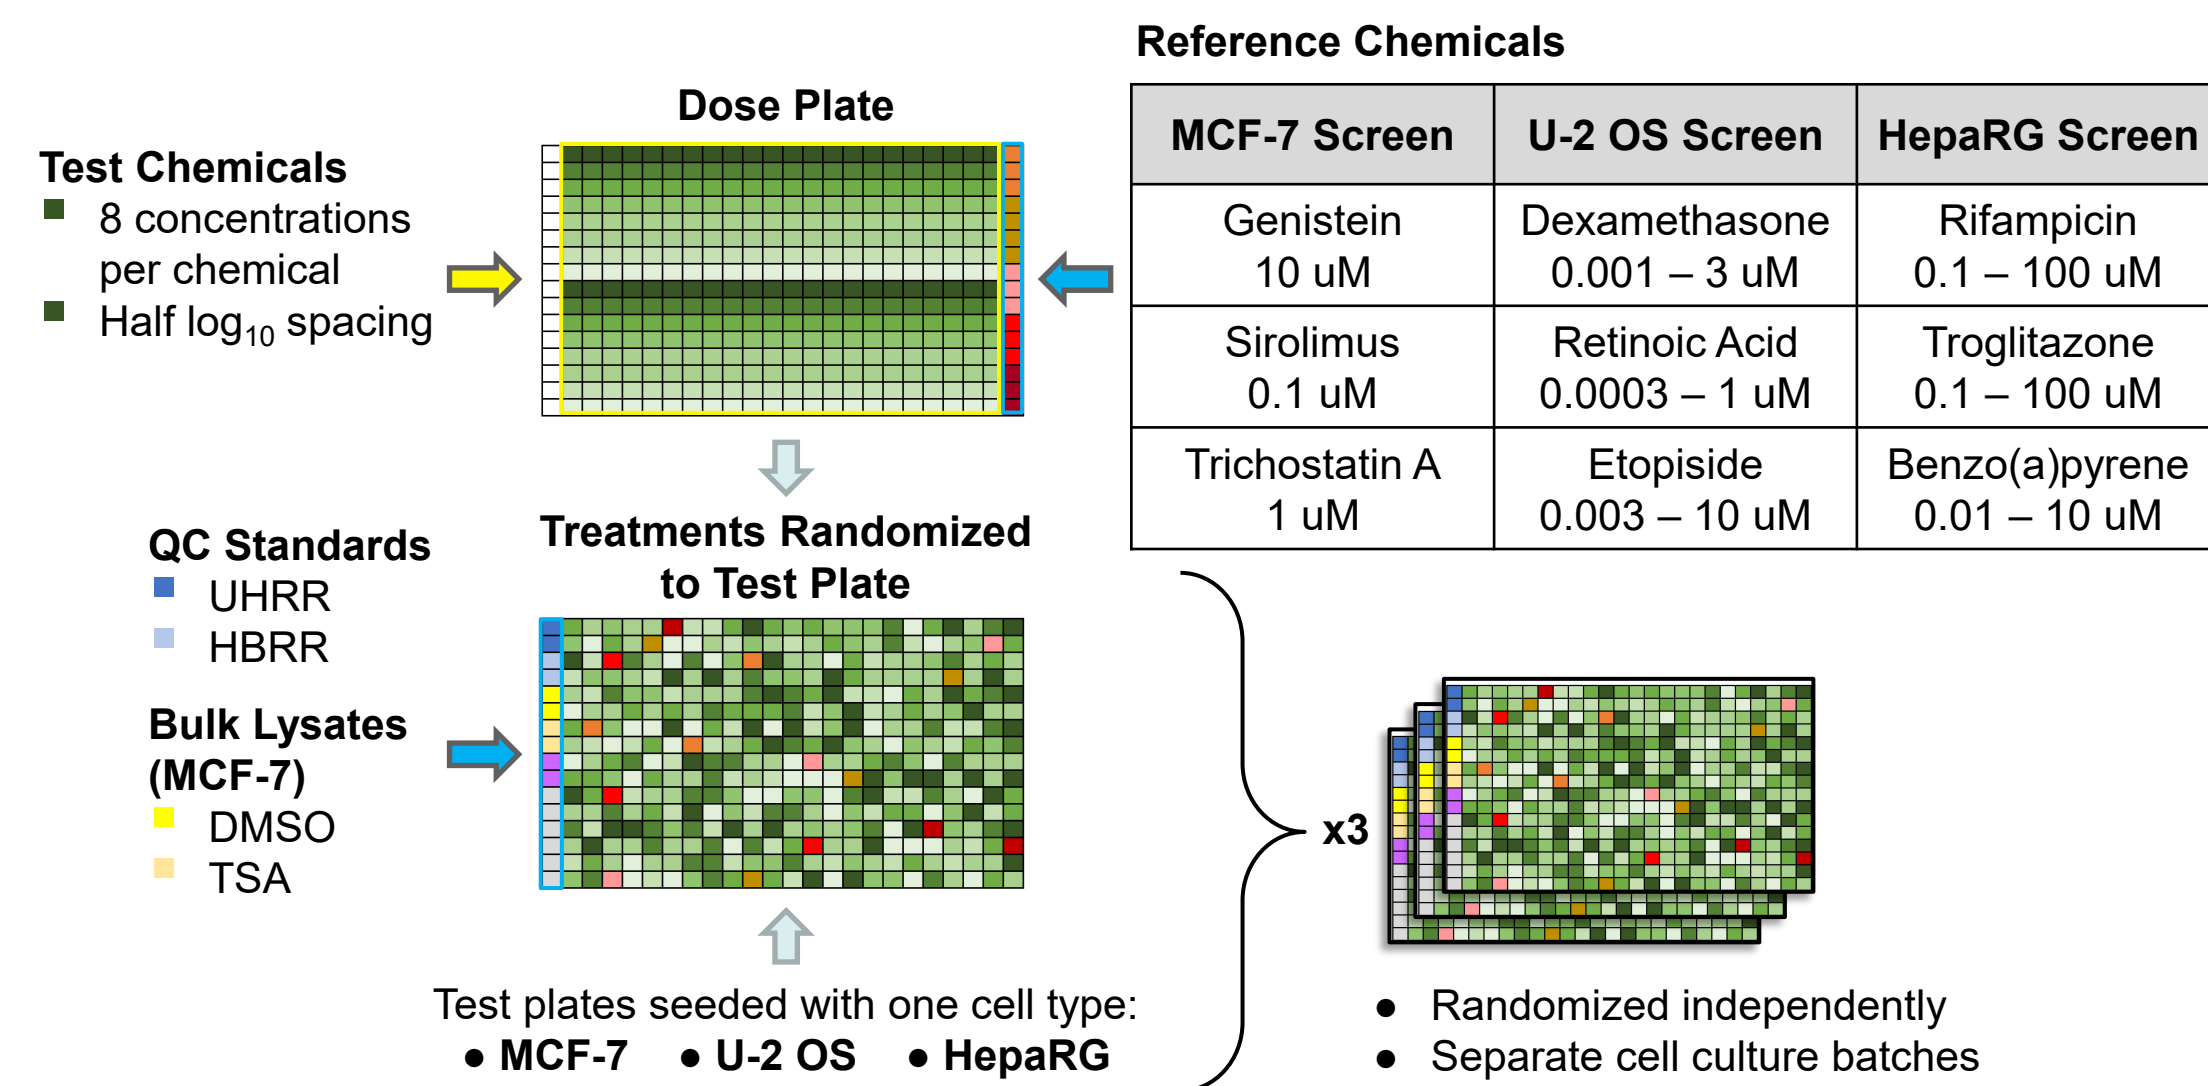 Reference Chemicals
Dose Plate
Test Chemicals
8 concentrations
per chemical
Half log10 spacing
MCF-7 Screen U-2 OS Screen HepaRG Screen
Genistein Dexamethasone Rifampicin
10 uM 0.001 – 3 uM 0.1 – 100 uM
Sirolimus Retinoic Acid Troglitazone
0.1 uM 0.0003 – 1 uM 0.1 – 100 uM
Trichostatin A Etopiside Benzo(a)pyrene
1 uM 0.003 – 10 uM 0.01 – 10 uM
Treatments Randomized
to Test Plate
QC Standards
UHRR
HBRR
Bulk Lysates
(MCF-7)
DMSO
TSA
Test plates seeded with one cell type:
● MCF-7 ● U-2 OS ● HepaRG
x3
● Randomized independently
● Separate cell culture batches